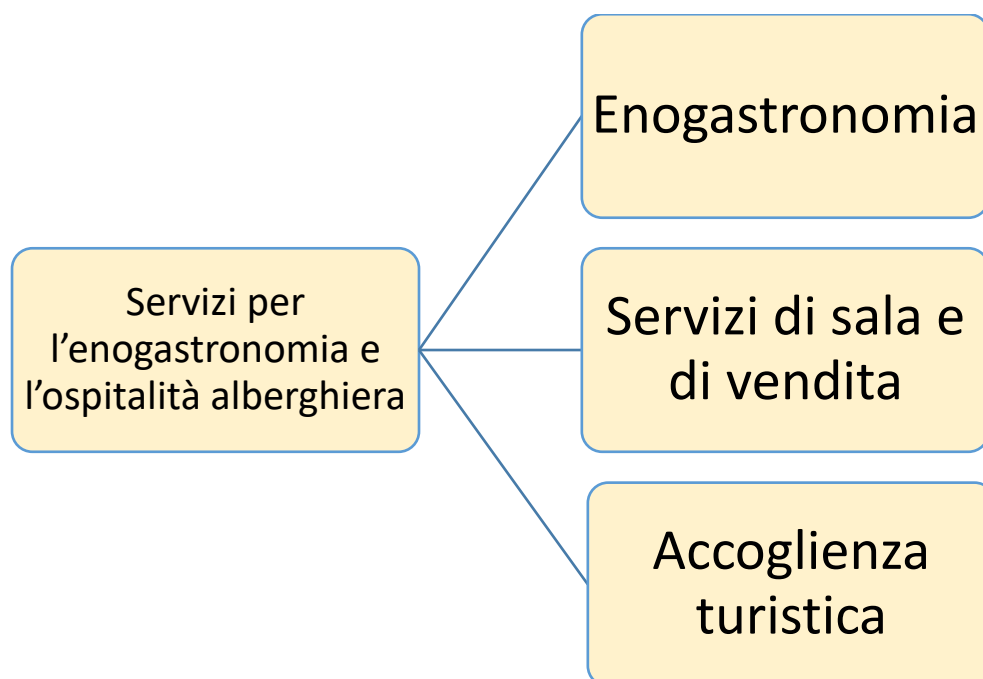 Enogastronomia
Servizi per
l’enogastronomia e
l’ospitalità alberghiera
Servizi di sala e
di vendita
Accoglienza
turistica